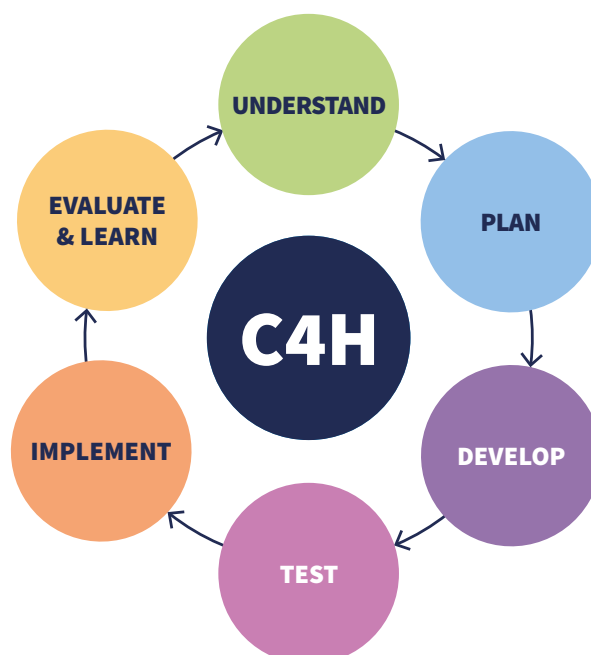 UNDERSTAND
PLAN
DEVELOP
TEST
IMPLEMENT
EVALUATE
& LEARN
C4H